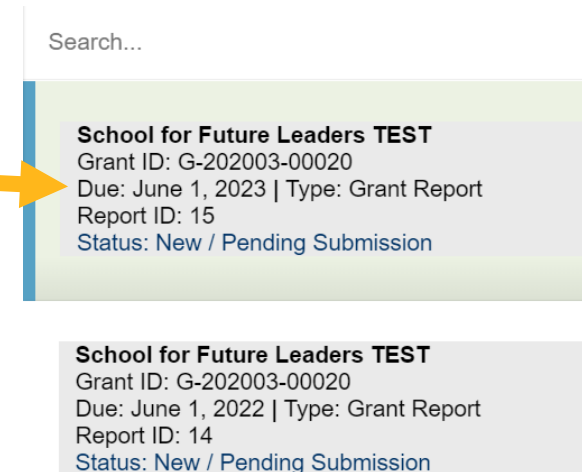 Search...
School for Future Leaders TEST
Grant ID: G-202003-00020
Due: June 1, 2023 | Type: Grant Report
Report ID: 15
Status: New / Pending Submission
School for Future Leaders TEST
Grant ID: G-202003-00020
Due: June 1, 2022 | Type: Grant Report
Report ID: 14
Status: New / Pending Submission